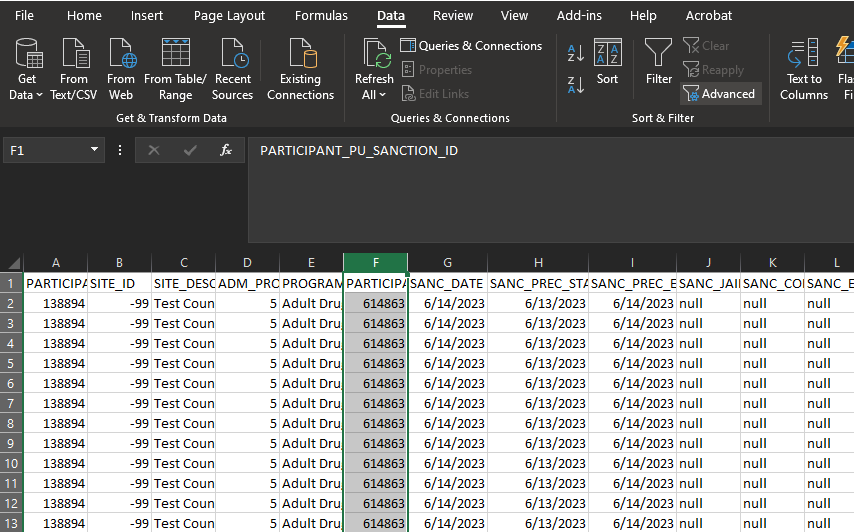 File Home Insert Page Layout Formulas Data Review View Add-ins Help Acrobat
Get Data
From Text/CSV
From Web
From Table/ Range
Recent Sources
Existing Connections
Get & Transform Data
Refresh All
Queries & Connections
Properties
Edit Links
Queries & Connections
Sort
Filter
Clear
Reapply
Advanced
Sort & Filter
Text to Columns
Fla
Fi
F1 fx PARTICIPANT_PU_SANCTION_ID
A B C D E F G H I J K L
1 PARTICIPA SITE_ID SITE_DESC ADM_PRO PROGRAM PARTICIPA SANC_DATE SANC_PREC_STA SANC_PREC_E SANC_JAI SANC_CO SANC_E
2 138894 -99 Test Coun 5 Adult Dru 614863 6/14/2023 6/13/2023 6/14/2023 null null null
3 138894 -99 Test Coun 5 Adult Dru 614863 6/14/2023 6/13/2023 6/14/2023 null null null
4 138894 -99 Test Coun 5 Adult Dru 614863 6/14/2023 6/13/2023 6/14/2023 null null null
5 138894 -99 Test Coun 5 Adult Dru 614863 6/14/2023 6/13/2023 6/14/2023 null null null
6 138894 -99 Test Coun 5 Adult Dru 614863 6/14/2023 6/13/2023 6/14/2023 null null null
7 138894 -99 Test Coun 5 Adult Dru 614863 6/14/2023 6/13/2023 6/14/2023 null null null
8 138894 -99 Test Coun 5 Adult Dru 614863 6/14/2023 6/13/2023 6/14/2023 null null null
9 138894 -99 Test Coun 5 Adult Dru 614863 6/14/2023 6/13/2023 6/14/2023 null null null
10 138894 -99 Test Coun 5 Adult Dru 614863 6/14/2023 6/13/2023 6/14/2023 null null null
11 138894 -99 Test Coun 5 Adult Dru 614863 6/14/2023 6/13/2023 6/14/2023 null null null
12 138894 -99 Test Coun 5 Adult Dru 614863 6/14/2023 6/13/2023 6/14/2023 null null null
13 138894 -99 Test Coun 5 Adult Dru 614863 6/14/2023 6/13/2023 6/14/2023 null null null